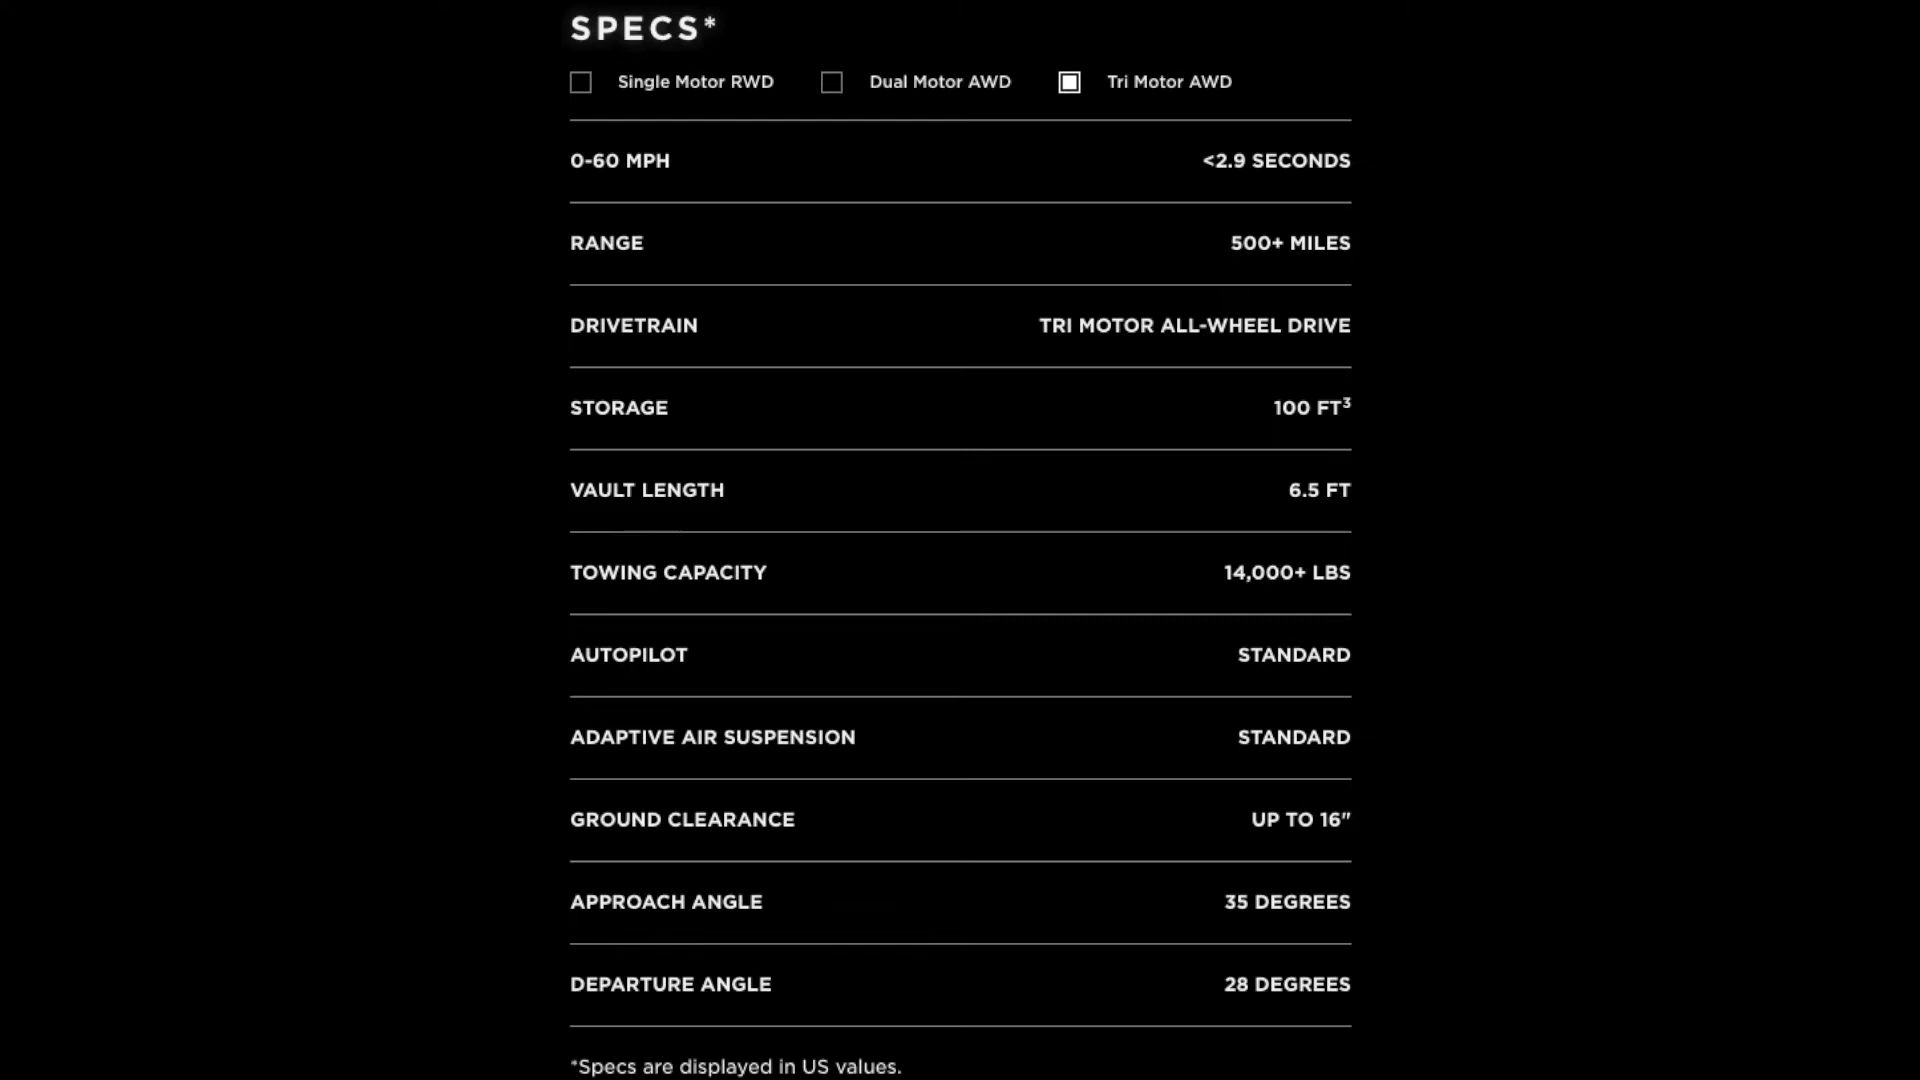 SPECS*
Single Motor RWD Dual Motor AWD Tri Motor AWD
0-60 MPH <2.9 SECONDS
RANGE 500+ MILES
DRIVETRAIN TRI MOTOR ALL-WHEEL DRIVE
STORAGE 100 FT³
VAULT LENGTH 6.5 FT
TOWING CAPACITY 14,000+ LBS
AUTOPILOT STANDARD
ADAPTIVE AIR SUSPENSION STANDARD
GROUND CLEARANCE UP TO 16"
APPROACH ANGLE 35 DEGREES
DEPARTURE ANGLE 28 DEGREES
*Specs are displayed in US values.